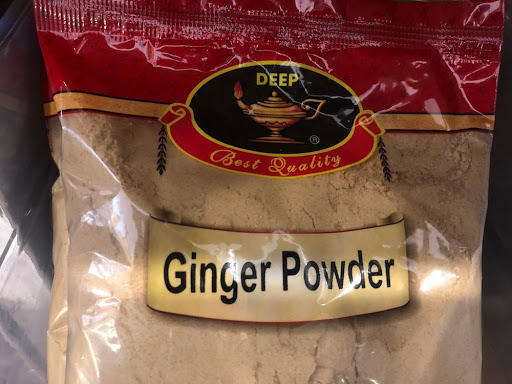 DEEP
®
Best Quality
Ginger Powder